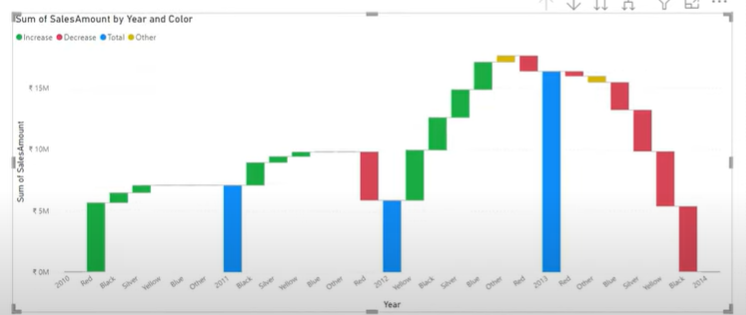 Sum of SalesAmount by Year and Color
Increase Decrease Total Other
Sum of SalesAmount
₹ 15M
₹ 10M
₹ 5M
₹ 0M
2010 Red Black Silver Yellow Blue Other 2011 Black Silver Yellow Blue Other Red 2012 Yellow Black Silver Blue Other Red 2013 Red Other Blue Silver Yellow Black 2014
Year